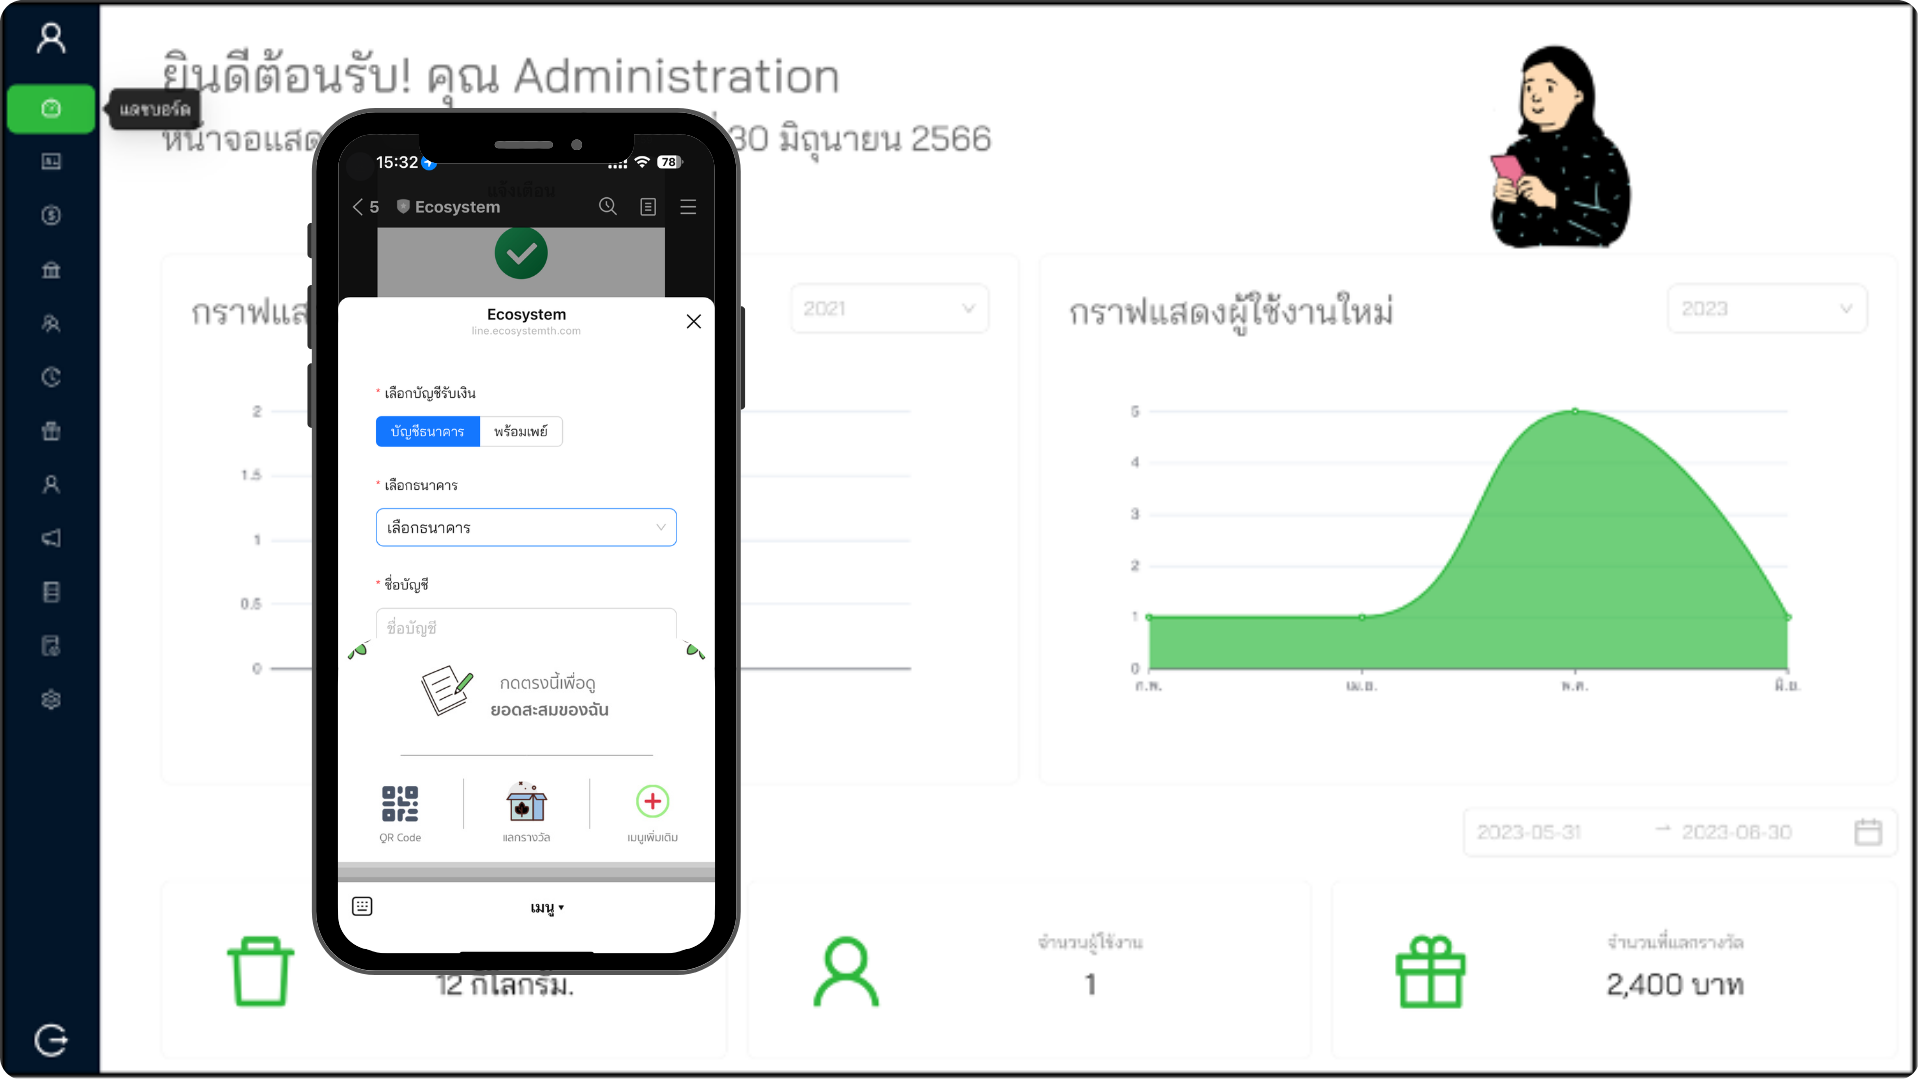 ยินดีต้อนรับ! คุณ Administration
แดชบอร์ด
หน้าจอแสด
30 มิถุนายน 2566
15:32
78
แจ้งเตือน
5
Ecosystem
Ecosystem
line.ecosystemth.com
* เลือกบัญชีรับเงิน
บัญชีธนาคาร
พร้อมเพย์
* เลือกธนาคาร
เลือกธนาคาร
* ชื่อบัญชี
ชื่อบัญชี
กดตรงนี้เพื่อดู
ยอดสะสมของฉัน
QR Code
แลกรางวัล
เมนูเพิ่มเติม
เมนู
กราฟแส
2021
2
1.5
1
0.5
0
กราฟแสดงผู้ใช้งานใหม่
2023
5
4
3
2
1
0
ก.พ.
เม.ย.
พ.ค.
มิ.ย.
2023-05-31 → 2023-06-30
12 กิโลกรัม.
จำนวนผู้ใช้งาน
1
จำนวนที่แลกรางวัล
2,400 บาท